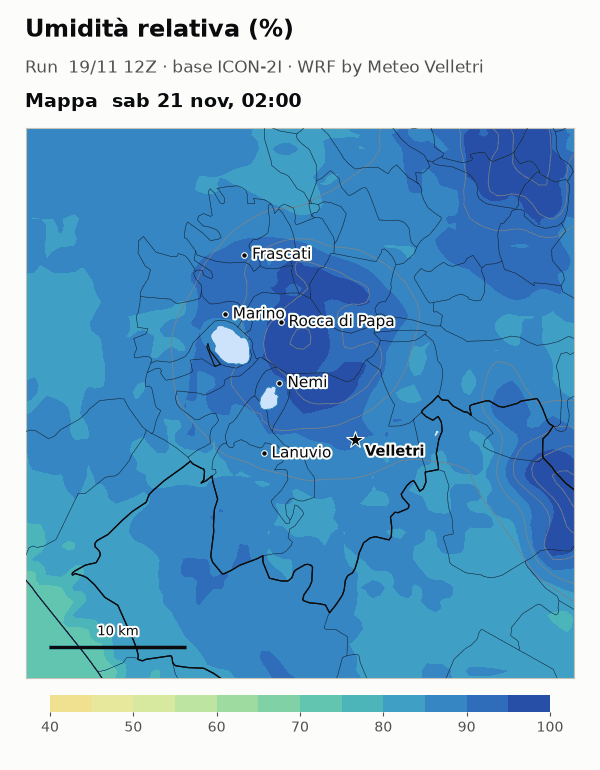 Umidità relativa (%)
Run  19/11 12Z · base ICON-2I · WRF by Meteo Velletri
Mappa  sab 21 nov, 02:00
Frascati
Marino
Rocca di Papa
Nemi
Velletri
Lanuvio
10 km
40 50 60 70 80 90 100